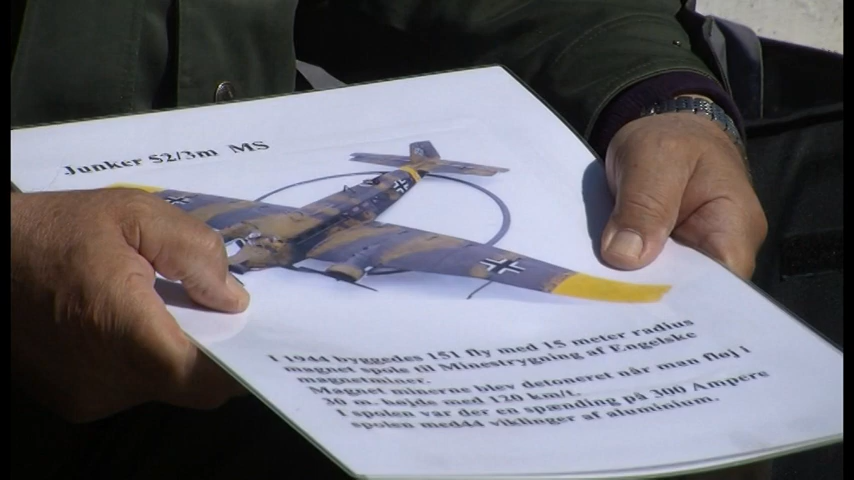 Junker 52/3m MS
I 1944 byggedes 151 fly med 15 meter radius
magnet spole til Minestrygning af Engelske
magnetminer.
Magnet minerne blev detoneret når man fløj i
30 m. højde med 120 km/t.
I spolen var der en spænding på 300 Ampere
spolen med44 viklinger af aluminium.